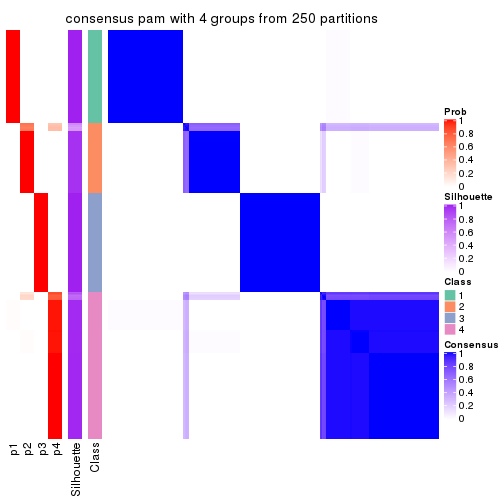 consensus pam with 4 groups from 250 partitions
Prob
1
0.8
0.6
0.4
0.2
0
Silhouette
1
0.8
0.6
0.4
0.2
0
Class
1
2
3
4
Consensus
1
0.8
0.6
0.4
0.2
0
p1
p2
p3
p4
Silhouette
Class